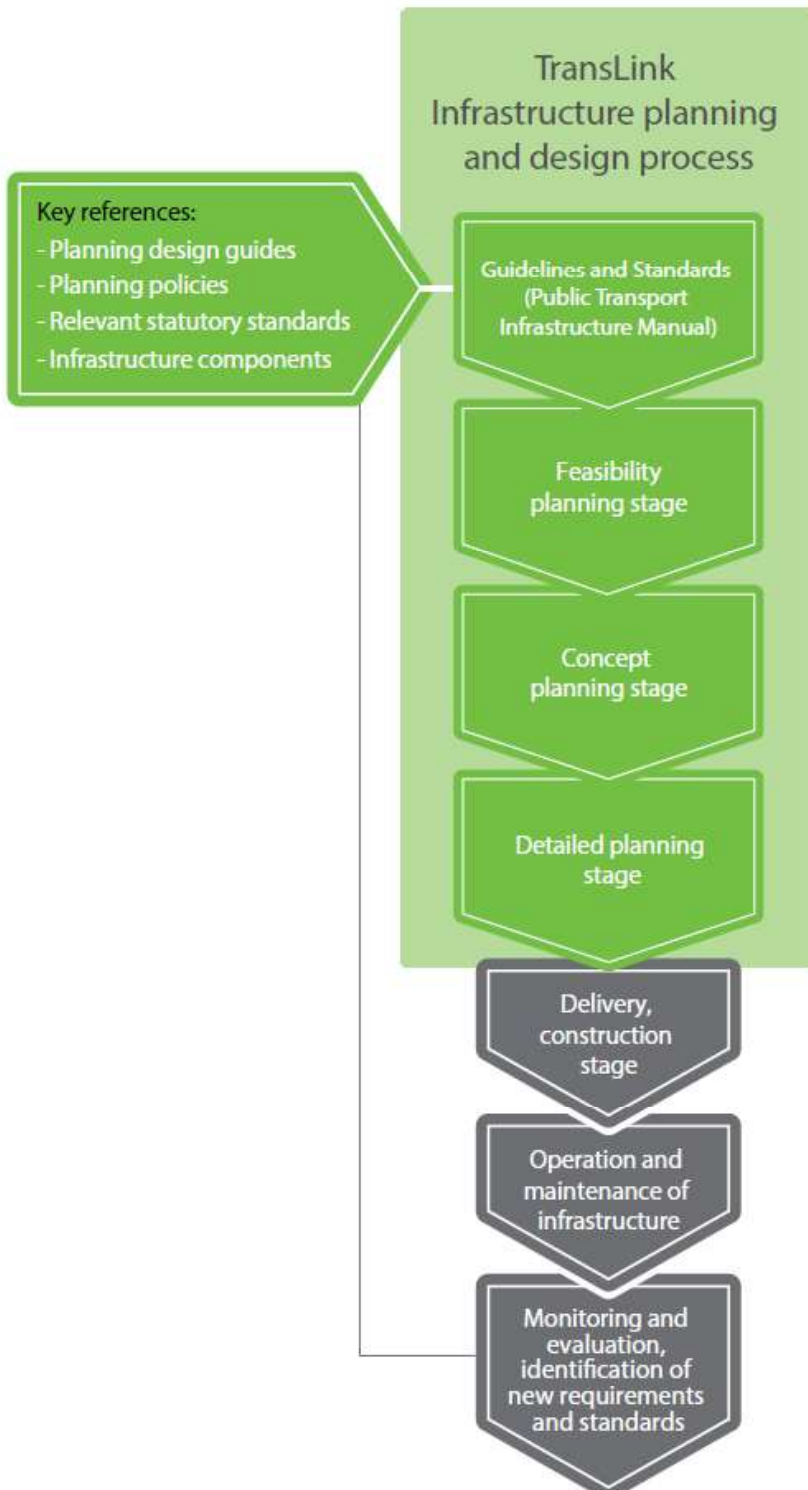 TransLink
Infrastructure planning
and design process
Key references:
- Planning design guides
- Planning policies
- Relevant statutory standards
- Infrastructure components
Guidelines and Standards
(Public Transport
Infrastructure Manual)
Feasibility
planning stage
Concept
planning stage
Detailed planning
stage
Delivery,
construction
stage
Operation and
maintenance of
infrastructure
Monitoring and
evaluation,
identification of
new requirements
and standards